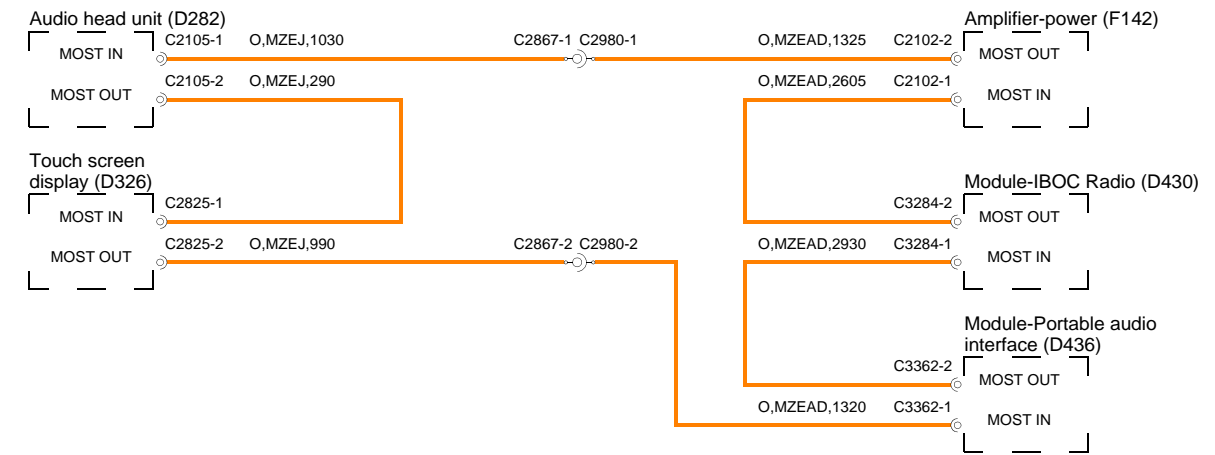 Audio head unit (D282)
Amplifier-power (F142)
C2105-1 O,MZEJ,1030 C2867-1 C2980-1 O,MZEAD,1325 C2102-2
MOST IN
MOST OUT
C2105-2 O,MZEJ,290 O,MZEAD,2605 C2102-1
MOST OUT
MOST IN
Touch screen
display (D326)
Module-IBOC Radio (D430)
C2825-1 C3284-2
MOST IN
MOST OUT
C2825-2 O,MZEJ,990 C2867-2 C2980-2 O,MZEAD,2930 C3284-1
MOST OUT
MOST IN
Module-Portable audio
interface (D436)
C3362-2
MOST OUT
O,MZEAD,1320 C3362-1
MOST IN